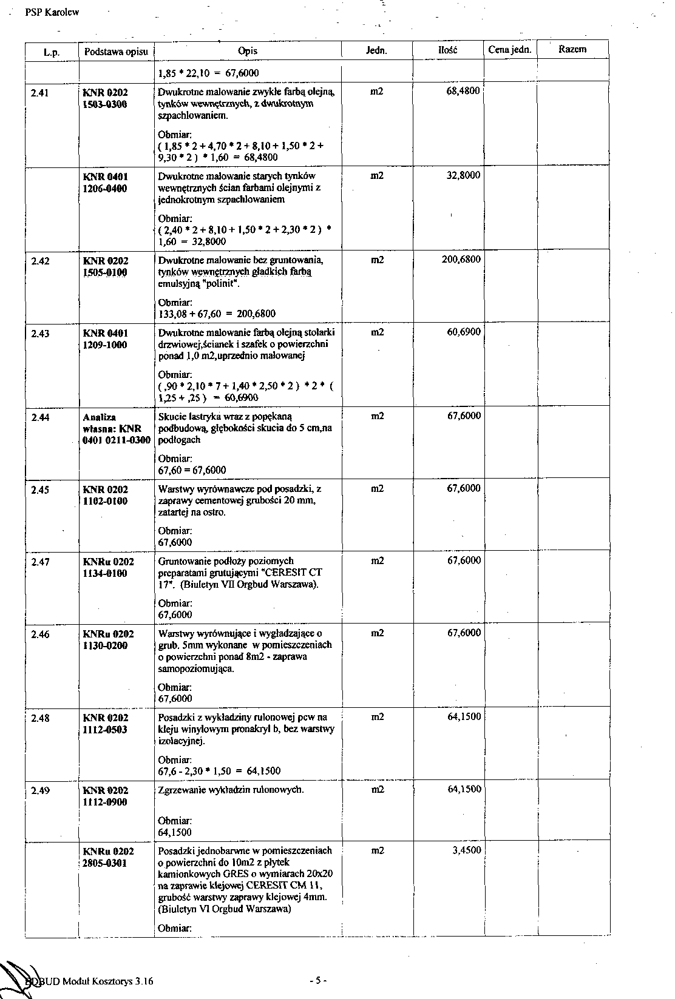 PSP Karolew
L.p. Podstawa opisu Opis Jedn. Ilość Cena jedn. Razem
1,85 * 22,10 = 67,6000
2.41 KNR 0202 Dwukrotne malowanie zwykłe farbą olejną, m2 68,4800
1503-0300 tynków wewnętrznych, z dwukrotnym
szpachlowaniem.
Obmiar:
( 1,85 * 2 + 4,70 * 2 + 8,10 + 1,50 * 2 +
9,30 * 2 ) * 1,60 = 68,4800
KNR 0401 Dwukrotne malowanie starych tynków m2 32,8000
1206-0400 wewnętrznych ścian farbami olejnymi z
jednokrotnym szpachlowaniem
Obmiar:
( 2,40 * 2 + 8,10 + 1,50 * 2 + 2,30 * 2 ) *
1,60 = 32,8000
2.42 KNR 0202 Dwukrotne malowanie bez gruntowania, m2 200,6800
1505-0100 tynków wewnętrznych gładkich farbą
emulsyjną "polinit".
Obmiar:
133,08 + 67,60 = 200,6800
2.43 KNR 0401 Dwukrotne malowanie farbą olejną stolarki m2 60,6900
1209-1000 drzwiowej,ścianek i szafek o powierzchni
ponad 1,0 m2,uprzednio malowanej
Obmiar:
( ,90 * 2,10 * 7 + 1,40 * 2,50 * 2 ) * 2 * (
1,25 + ,25 ) = 60,6900
2.44 Analiza Skucie lastryka wraz z popękaną m2 67,6000
własna: KNR podbudową, głębokości skucia do 5 cm,na
0401 0211-0300 podłogach
Obmiar:
67,60 = 67,6000
2.45 KNR 0202 Warstwy wyrównawcze pod posadzki, z m2 67,6000
1102-0100 zaprawy cementowej grubości 20 mm,
zatartej na ostro.
Obmiar:
67,6000
2.47 KNRu 0202 Gruntowanie podłoży poziomych m2 67,6000
1134-0100 preparatami grutującymi "CERESIT CT
17". (Biuletyn VII Orgbud Warszawa).
Obmiar:
67,6000
2.46 KNRu 0202 Warstwy wyrównujące i wygładzające o m2 67,6000
1130-0200 grub. 5mm wykonane w pomieszczeniach
o powierzchni ponad 8m2 - zaprawa
samopoziomująca.
Obmiar:
67,6000
2.48 KNR 0202 Posadzki z wykładziny rulonowej pcw na m2 64,1500
1112-0503 kleju winylowym pronakryl b, bez warstwy
izolacyjnej.
Obmiar:
67,6 - 2,30 * 1,50 = 64,1500
2.49 KNR 0202 Zgrzewanie wykładzin rulonowych. m2 64,1500
1112-0900
Obmiar:
64,1500
KNRu 0202 Posadzki jednobarwne w pomieszczeniach m2 3,4500
2805-0301 o powierzchni do 10m2 z płytek
kamionkowych GRES o wymiarach 20x20
na zaprawie klejowej CERESIT CM 11,
grubość warstwy zaprawy klejowej 4mm.
(Biuletyn VI Orgbud Warszawa)
Obmiar:
EDBUD Moduł Kosztorys 3.16 - 5 -